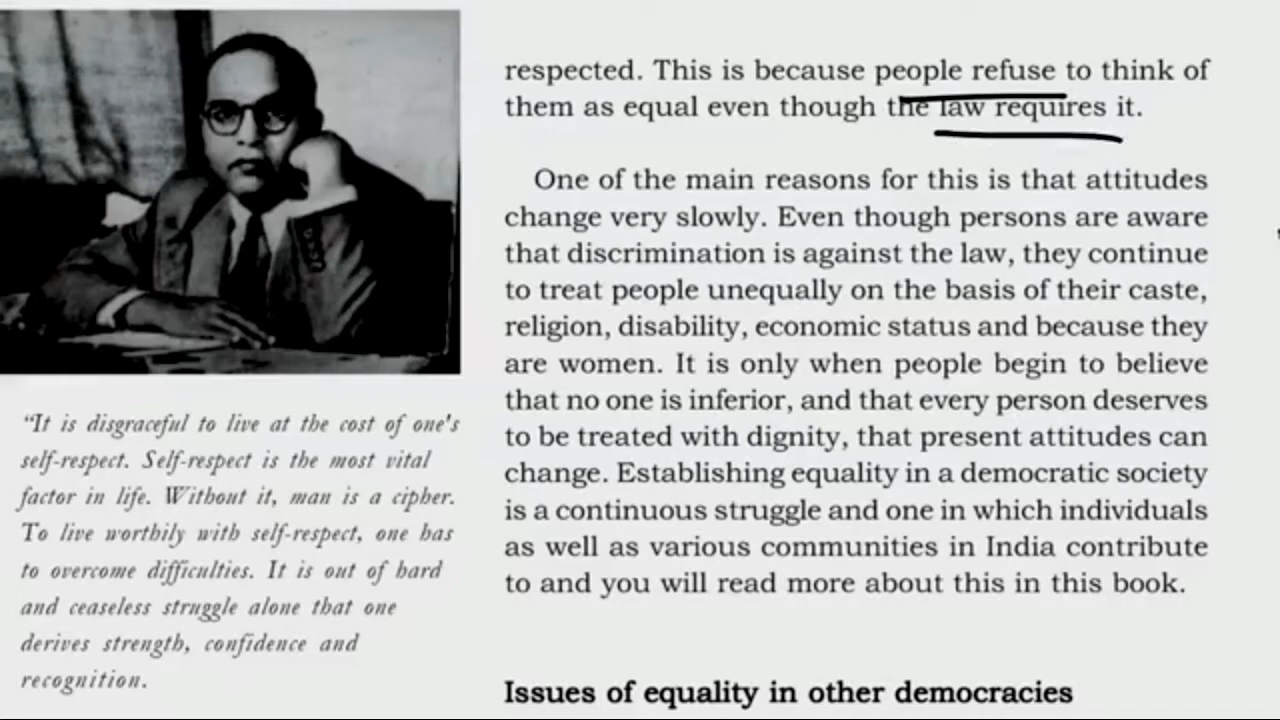 respected. This is because people refuse to think of
them as equal even though the law requires it.
One of the main reasons for this is that attitudes
change very slowly. Even though persons are aware
that discrimination is against the law, they continue
to treat people unequally on the basis of their caste,
religion, disability, economic status and because they
are women. It is only when people begin to believe
that no one is inferior, and that every person deserves
to be treated with dignity, that present attitudes can
change. Establishing equality in a democratic society
is a continuous struggle and one in which individuals
as well as various communities in India contribute
to and you will read more about this in this book.
Issues of equality in other democracies
“It is disgraceful to live at the cost of one's
self-respect. Self-respect is the most vital
factor in life. Without it, man is a cipher.
To live worthily with self-respect, one has
to overcome difficulties. It is out of hard
and ceaseless struggle alone that one
derives strength, confidence and
recognition.